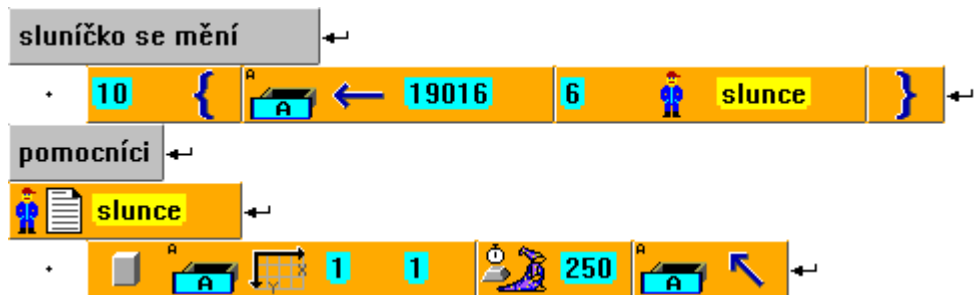 sluníčko se mění
10 { A A ← 19016 6 slunce }
pomocníci
slunce
A A X Y 1 1 250 A A